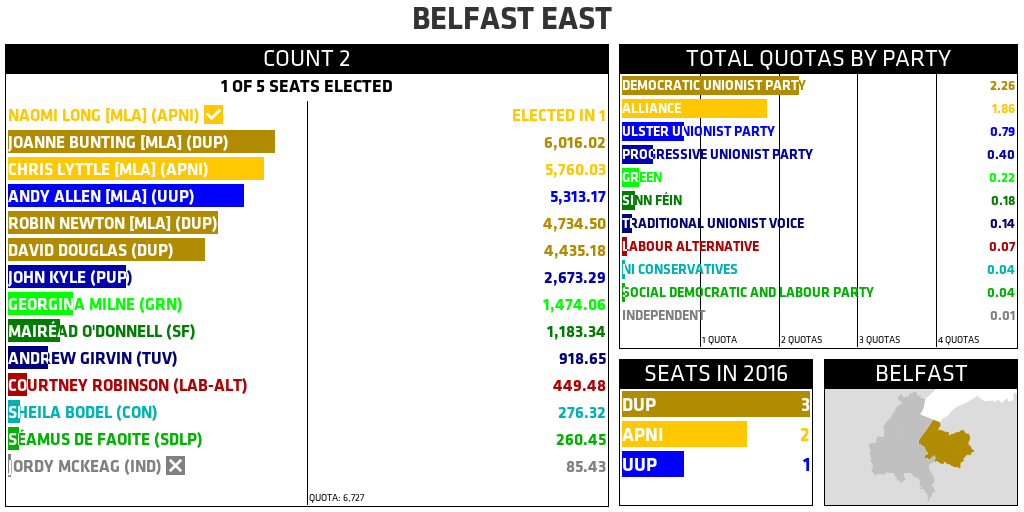 BELFAST EAST
COUNT 2
1 OF 5 SEATS ELECTED
NAOMI LONG [MLA] (APNI) ELECTED IN 1
JOANNE BUNTING [MLA] (DUP) 6,016.02
CHRIS LYTTLE [MLA] (APNI) 5,760.03
ANDY ALLEN [MLA] (UUP) 5,313.17
ROBIN NEWTON [MLA] (DUP) 4,734.50
DAVID DOUGLAS (DUP) 4,435.18
JOHN KYLE (PUP) 2,673.29
GEORGINA MILNE (GRN) 1,474.06
MAIRÉAD O'DONNELL (SF) 1,183.34
ANDREW GIRVIN (TUV) 918.65
COURTNEY ROBINSON (LAB-ALT) 449.48
SHEILA BODEL (CON) 276.32
SÉAMUS DE FAOITE (SDLP) 260.45
JORDY MCKEAG (IND) 85.43
QUOTA: 6,727
TOTAL QUOTAS BY PARTY
DEMOCRATIC UNIONIST PARTY 2.26
ALLIANCE 1.86
ULSTER UNIONIST PARTY 0.79
PROGRESSIVE UNIONIST PARTY 0.40
GREEN 0.22
SINN FÉIN 0.18
TRADITIONAL UNIONIST VOICE 0.14
LABOUR ALTERNATIVE 0.07
NI CONSERVATIVES 0.04
SOCIAL DEMOCRATIC AND LABOUR PARTY 0.04
INDEPENDENT 0.01
1 QUOTA 2 QUOTAS 3 QUOTAS 4 QUOTAS
SEATS IN 2016
DUP 3
APNI 2
UUP 1
BELFAST